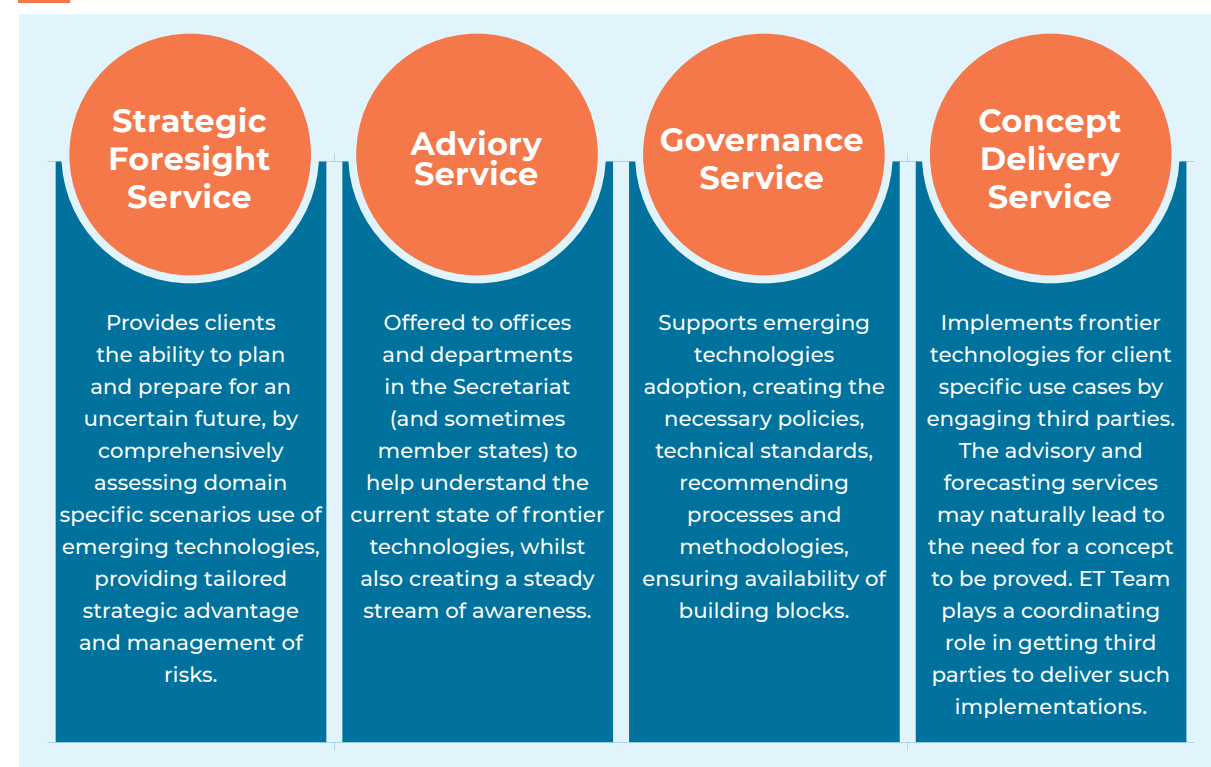 Strategic
Foresight
Service
Provides clients
the ability to plan
and prepare for an
uncertain future, by
comprehensively
assessing domain
specific scenarios use of
emerging technologies,
providing tailored
strategic advantage
and management of
risks.
Adviory
Service
Offered to offices
and departments
in the Secretariat
(and sometimes
member states) to
help understand the
current state of frontier
technologies, whilst
also creating a steady
stream of awareness.
Governance
Service
Supports emerging
technologies
adoption, creating the
necessary policies,
technical standards,
recommending
processes and
methodologies,
ensuring availability of
building blocks.
Concept
Delivery
Service
Implements frontier
technologies for client
specific use cases by
engaging third parties.
The advisory and
forecasting services
may naturally lead to
the need for a concept
to be proved. ET Team
plays a coordinating
role in getting third
parties to deliver such
implementations.